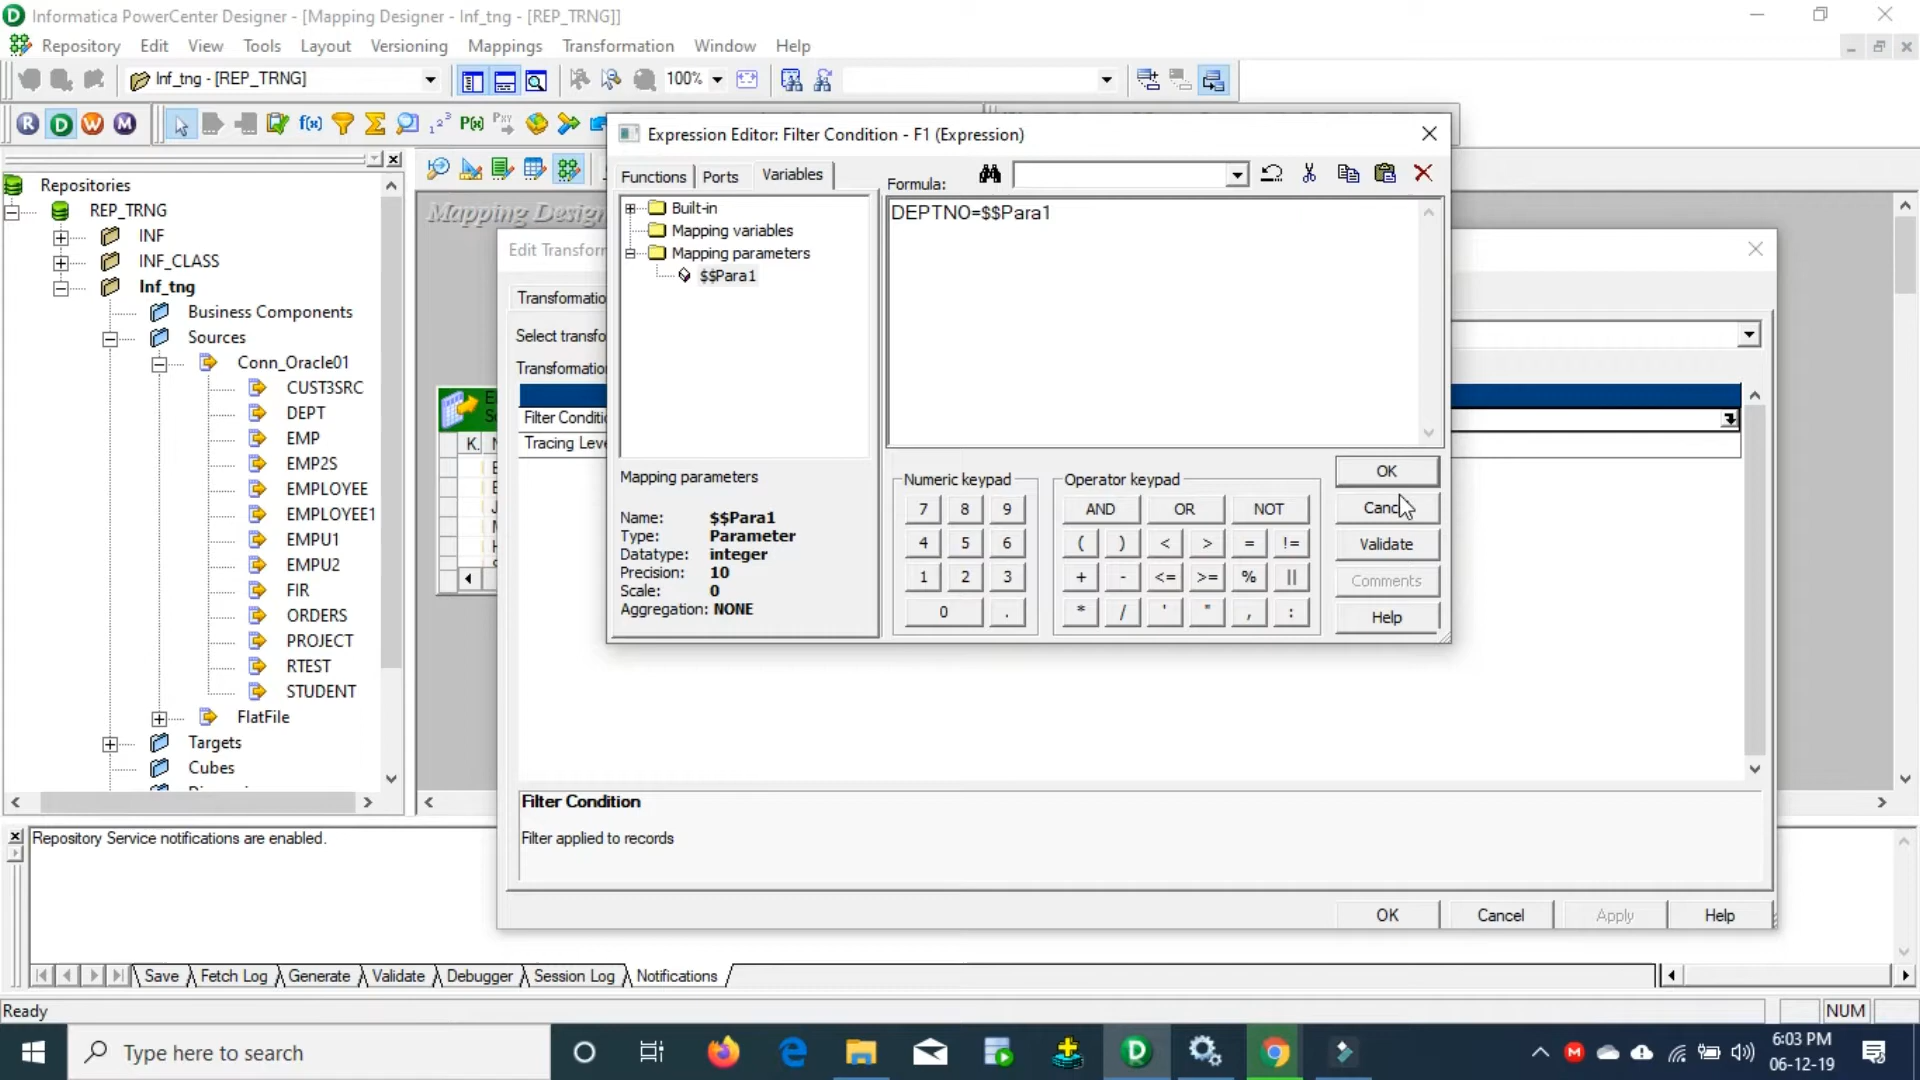 Informatica PowerCenter Designer - [Mapping Designer - Inf_tng - [REP_TRNG]]
Repository Edit View Tools Layout Versioning Mappings Transformation Window Help
Inf_tng - [REP_TRNG]
100%
Expression Editor: Filter Condition - F1 (Expression)
Functions Ports Variables
Formula:
Built-in
Mapping variables
Mapping parameters
$$Para1
DEPTNO=$$Para1
Mapping parameters
Name: $$Para1
Type: Parameter
Datatype: integer
Precision: 10
Scale: 0
Aggregation: NONE
Numeric keypad
7 8 9
4 5 6
1 2 3
0 .
Operator keypad
AND OR NOT
( ) < > = !=
+ - <= >= % ||
* / ' " , :
OK
Cancel
Validate
Comments
Help
Repositories
REP_TRNG
INF
INF_CLASS
Inf_tng
Business Components
Sources
Conn_Oracle01
CUST3SRC
DEPT
EMP
EMP2S
EMPLOYEE
EMPLOYEE1
EMPU1
EMPU2
FIR
ORDERS
PROJECT
RTEST
STUDENT
FlatFile
Targets
Cubes
Mapping Design
Edit Transform
Transformatio
Select transfo
Transformatio
Filter Conditi
Tracing Leve
K.
Filter Condition
Filter applied to records
OK Cancel Apply Help
Repository Service notifications are enabled.
Save Fetch Log Generate Validate Debugger Session Log Notifications
Ready
NUM
Type here to search
6:03 PM
06-12-19